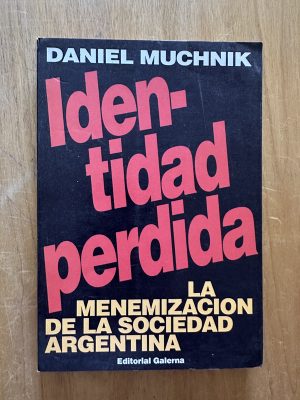 DANIEL MUCHNIK
Iden-
tidad
perdida
LA
MENEMIZACION
DE LA SOCIEDAD
ARGENTINA
Editorial Galerna